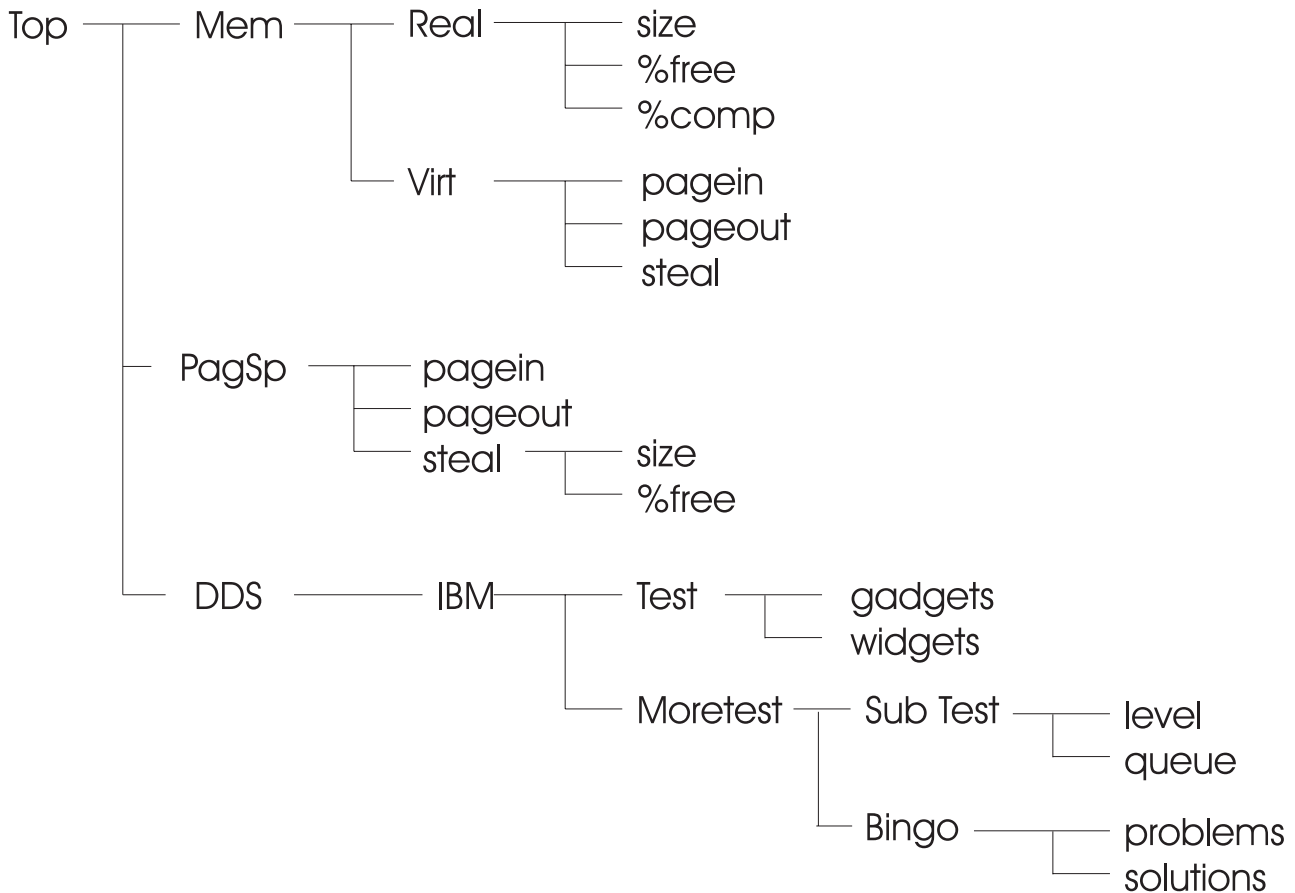 Top Mem Real size
%free
%comp
Virt pagein
pageout
steal
PagSp pagein
pageout
steal size
%free
DDS IBM Test gadgets
widgets
Moretest Sub Test level
queue
Bingo problems
solutions